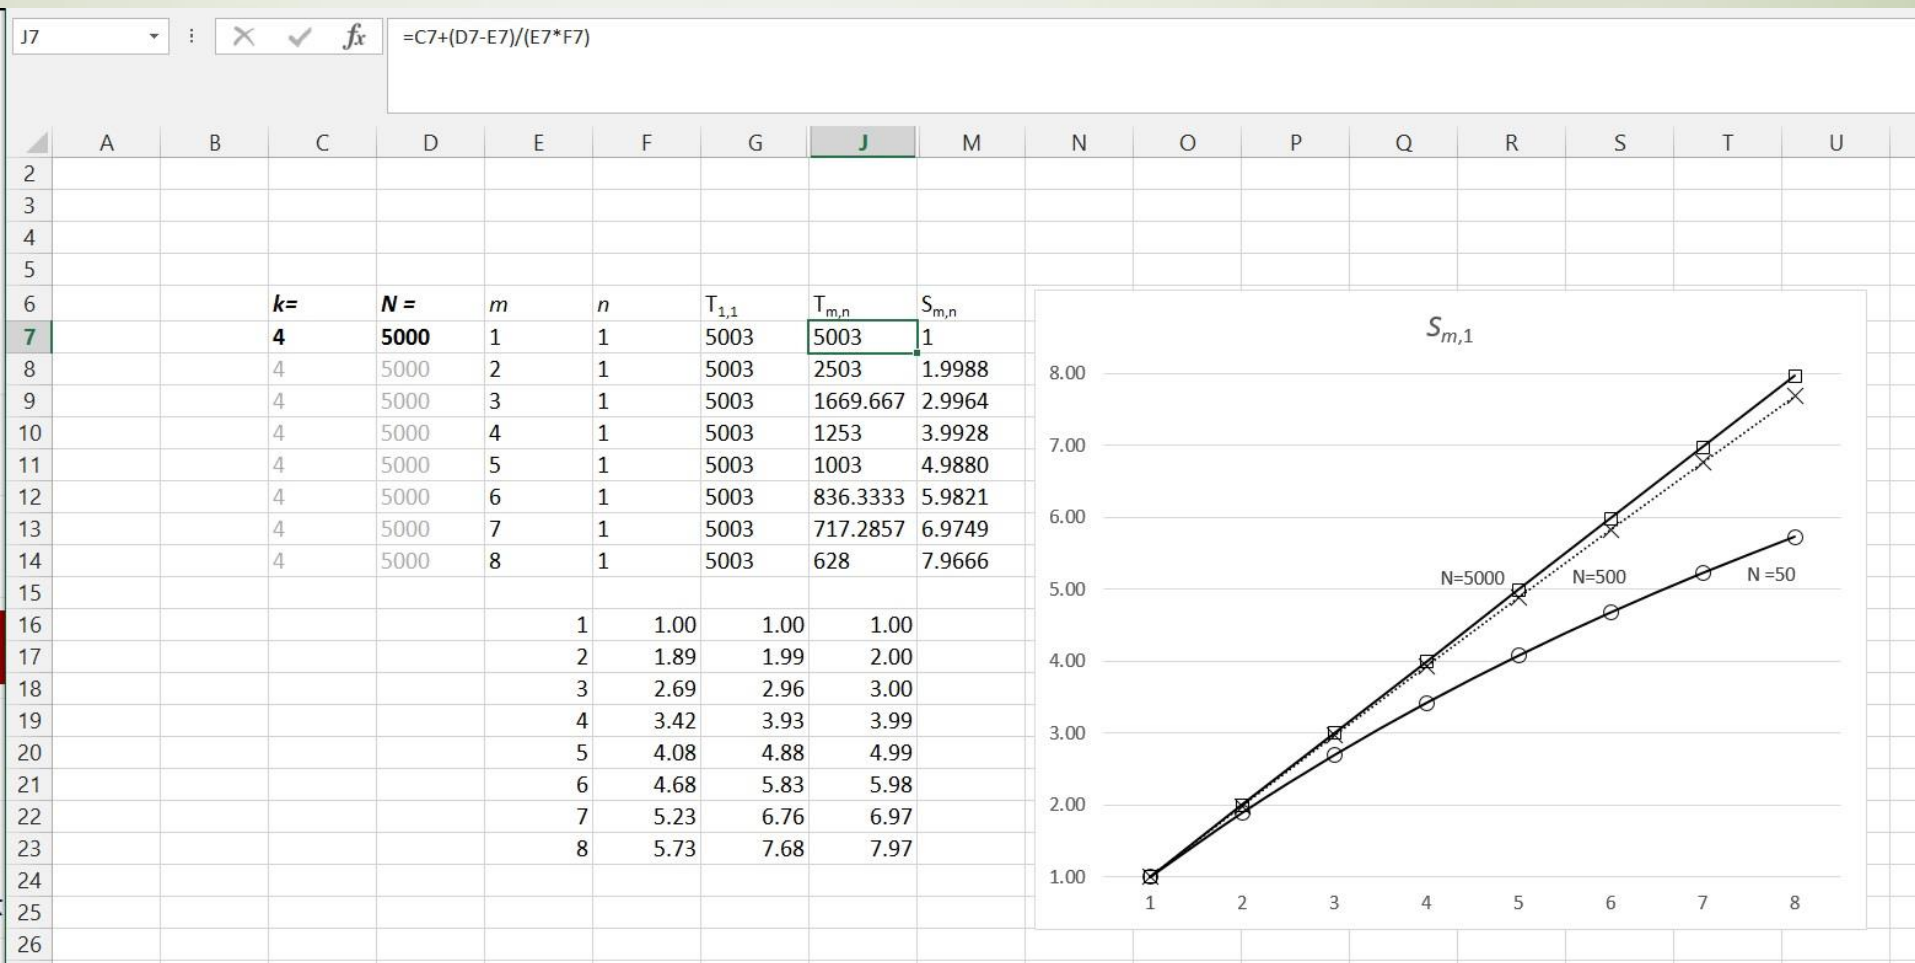 J7 =C7+(D7-E7)/(E7*F7)
A B C D E F G J M N O P Q R S T U
2
3
4
5
6 k= N = m n T1,1 Tm,n Sm,n
7 4 5000 1 1 5003 5003 1
8 4 5000 2 1 5003 2503 1.9988
9 4 5000 3 1 5003 1669.667 2.9964
10 4 5000 4 1 5003 1253 3.9928
11 4 5000 5 1 5003 1003 4.9880
12 4 5000 6 1 5003 836.3333 5.9821
13 4 5000 7 1 5003 717.2857 6.9749
14 4 5000 8 1 5003 628 7.9666
15
16 1 1.00 1.00 1.00
17 2 1.89 1.99 2.00
18 3 2.69 2.96 3.00
19 4 3.42 3.93 3.99
20 5 4.08 4.88 4.99
21 6 4.68 5.83 5.98
22 7 5.23 6.76 6.97
23 8 5.73 7.68 7.97
24
25
26
Sm,1
8.00
7.00
6.00
N=5000 N=500 N =50
5.00
4.00
3.00
2.00
1.00
1 2 3 4 5 6 7 8